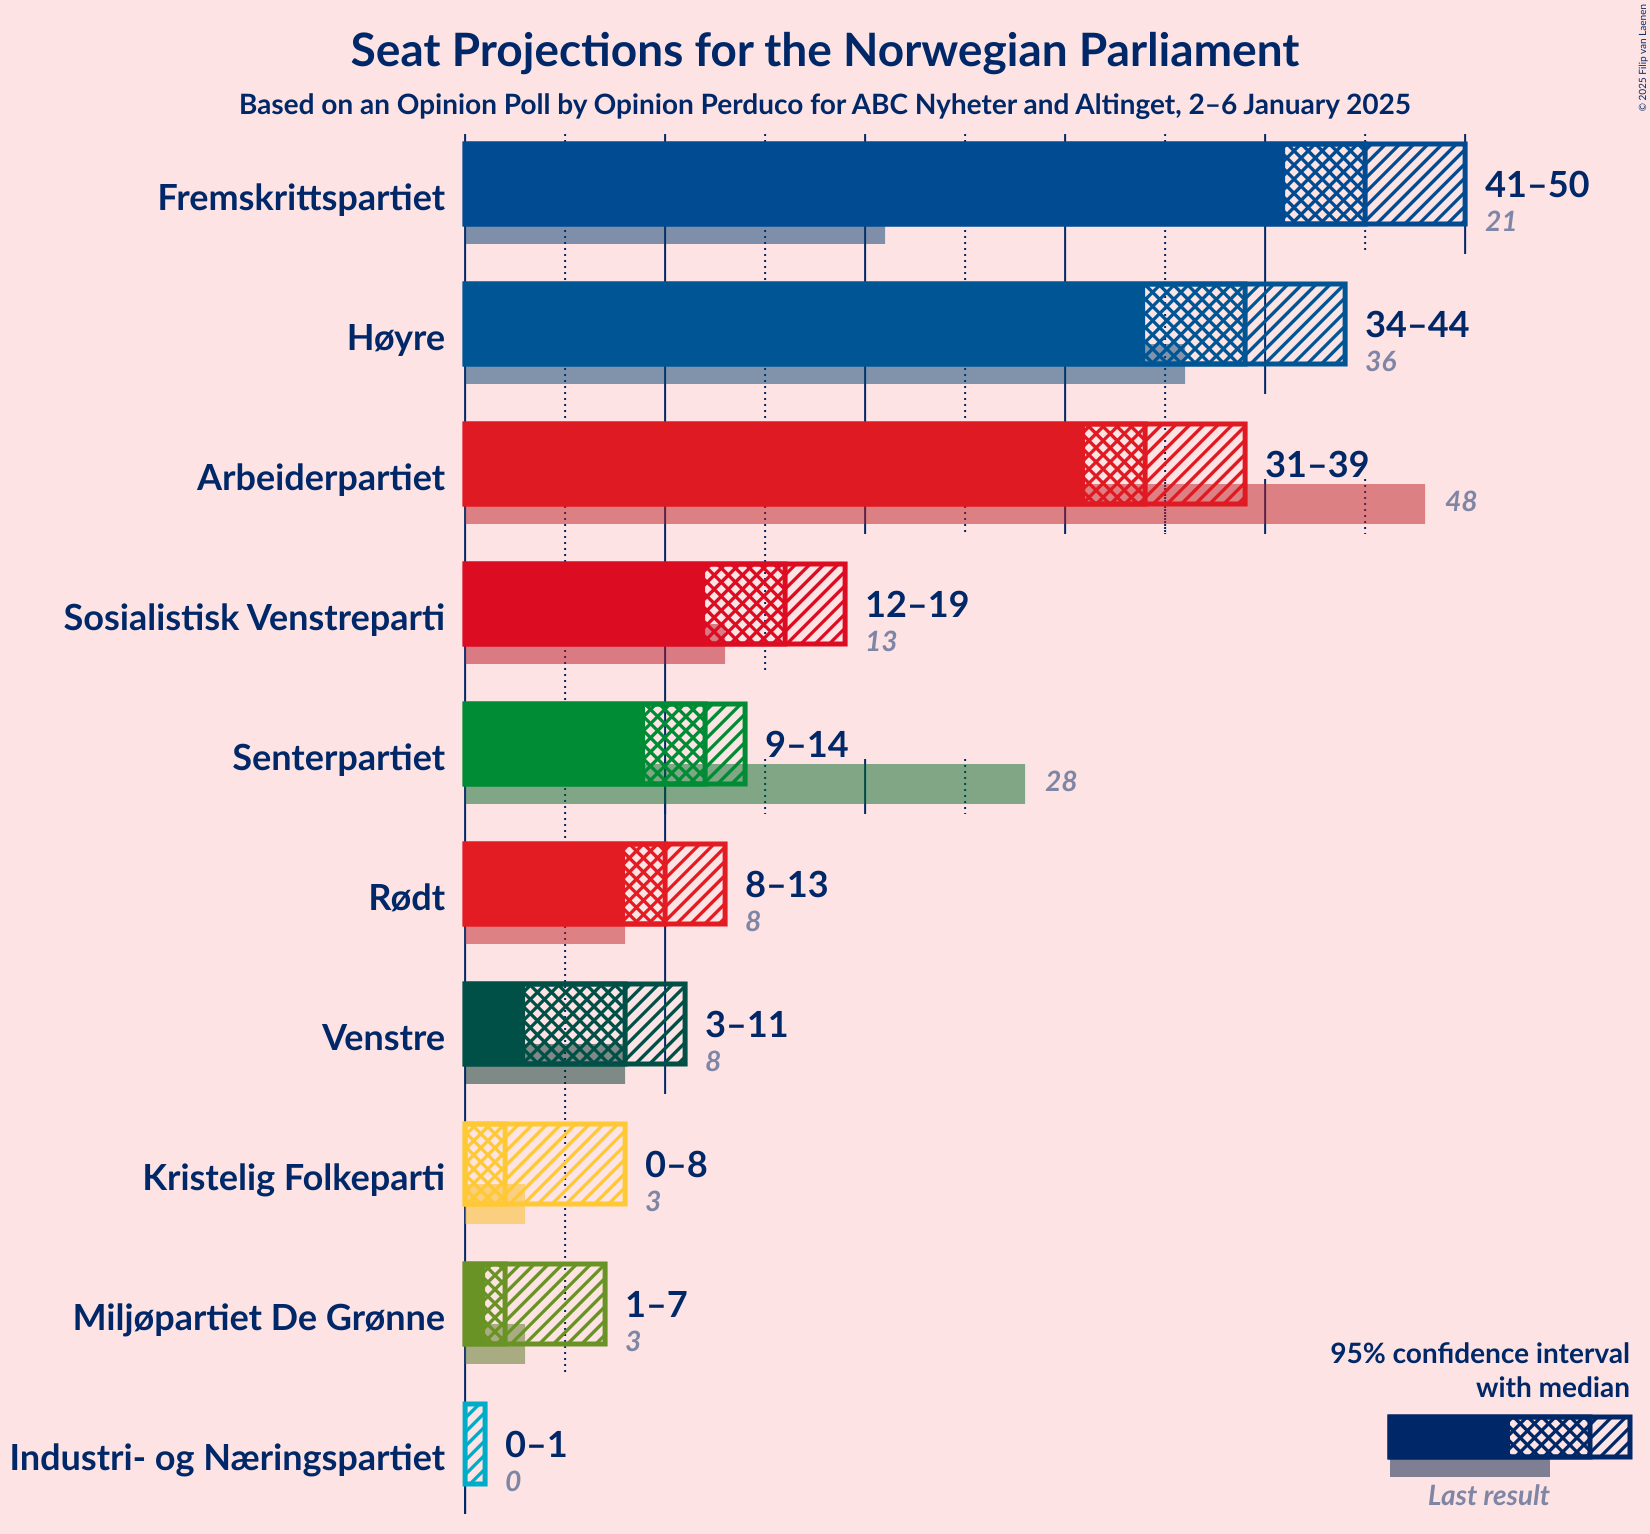 Seat Projections for the Norwegian Parliament
Based on an Opinion Poll by Opinion Perduco for ABC Nyheter and Altinget, 2–6 January 2025
© 2025 Filip van Laenen
Fremskrittspartiet
41–50
21
Høyre
34–44
36
Arbeiderpartiet
31–39
48
Sosialistisk Venstreparti
12–19
13
Senterpartiet
9–14
28
Rødt
8–13
8
Venstre
3–11
8
Kristelig Folkeparti
0–8
3
Miljøpartiet De Grønne
1–7
3
Industri- og Næringspartiet
0–1
0
95% confidence interval
with median
Last result